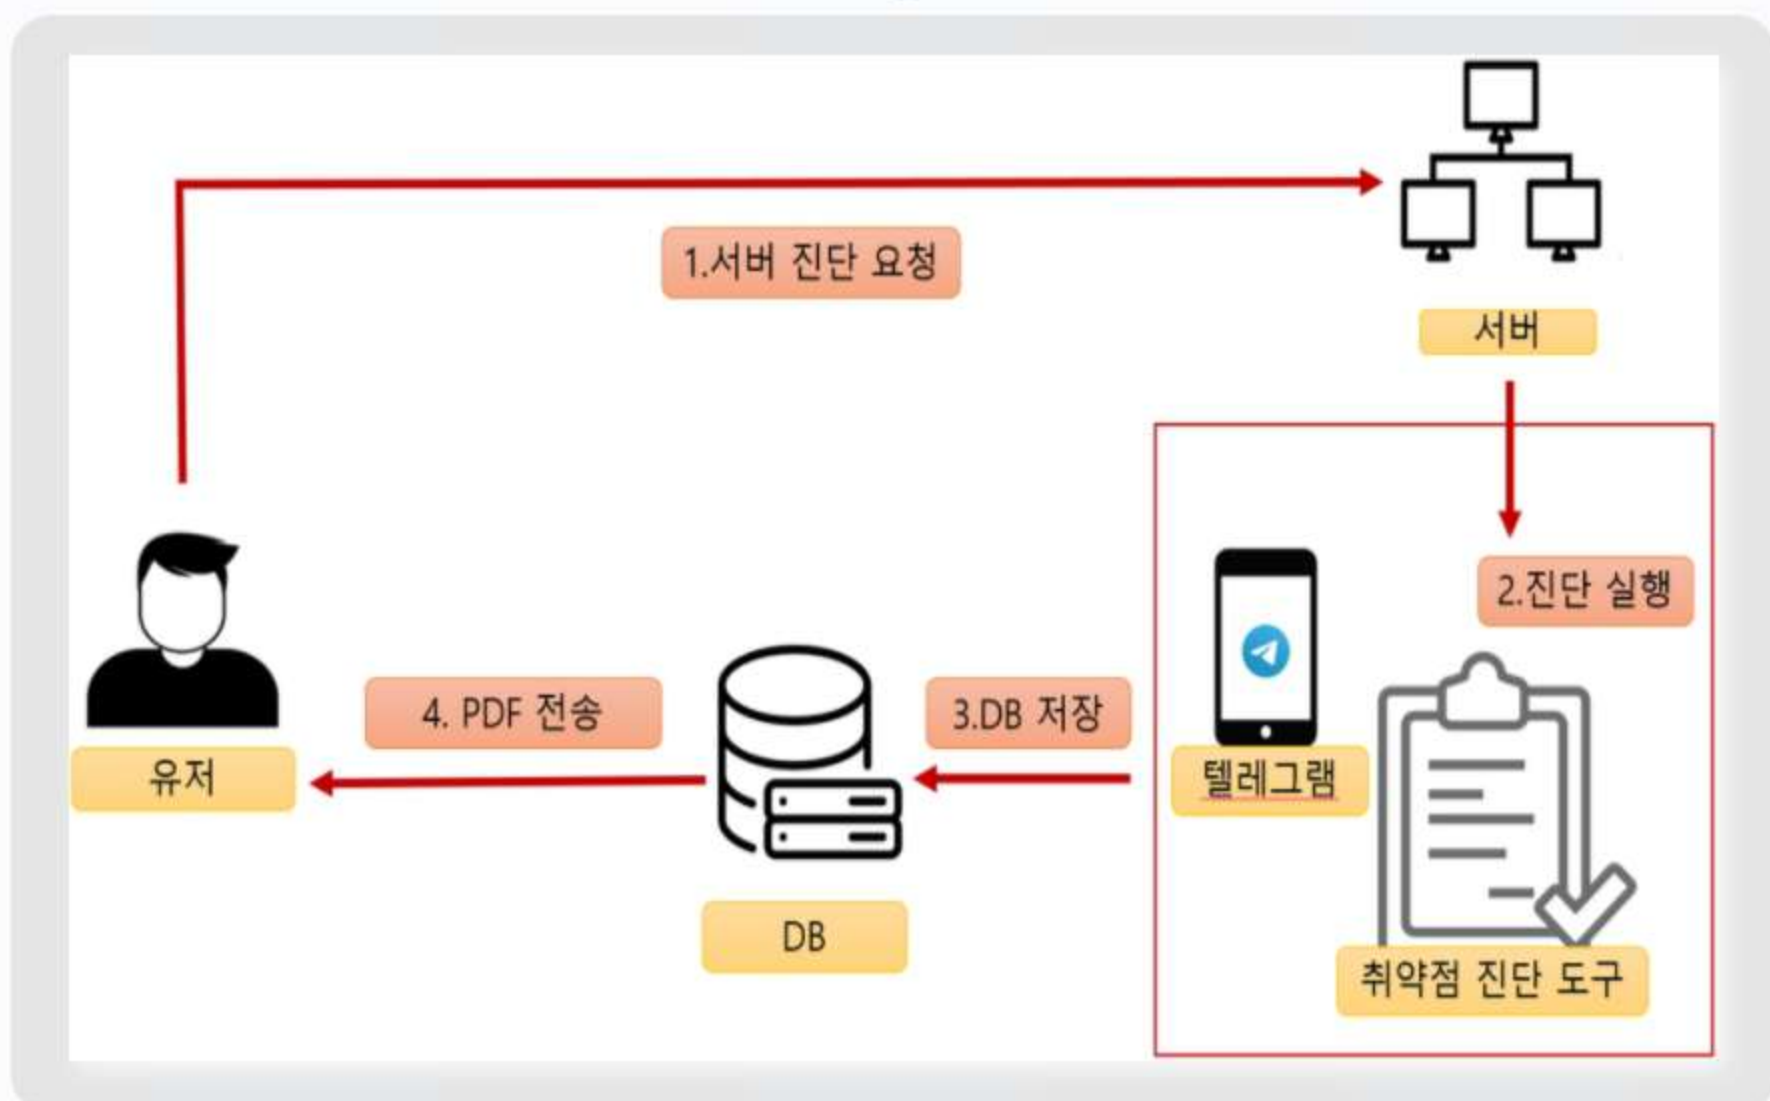 1.서버 진단 요청
서버
2.진단 실행
4. PDF 전송
3.DB 저장
유저
텔레그램
DB
취약점 진단 도구